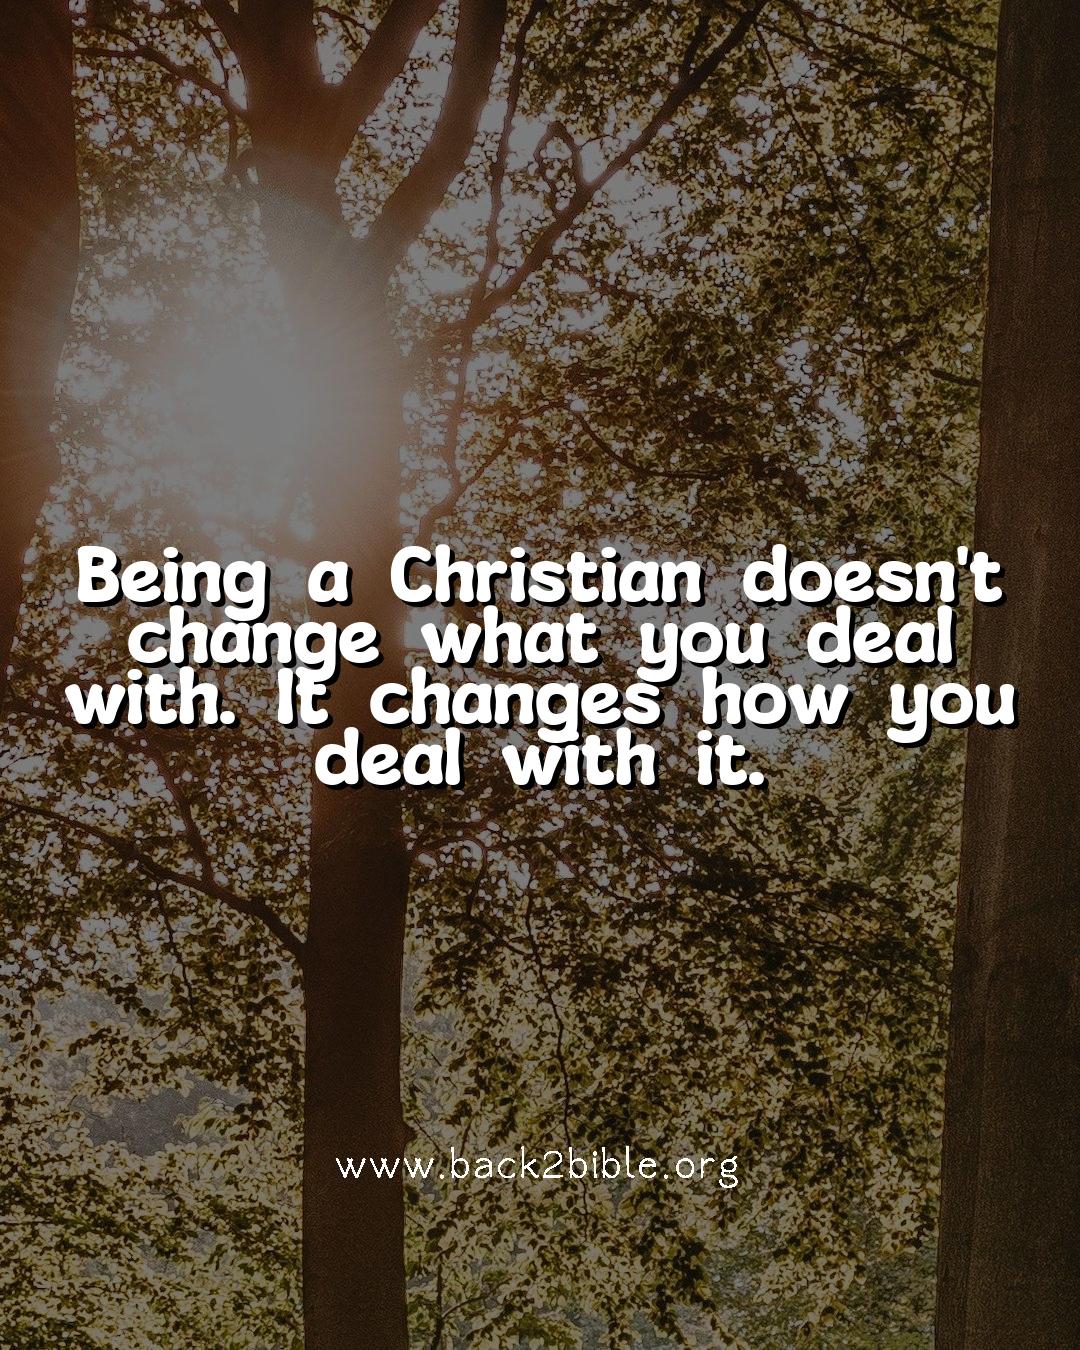 Being a Christian doesn't
change what you deal
with. It changes how you
deal with it.
www.back2bible.org